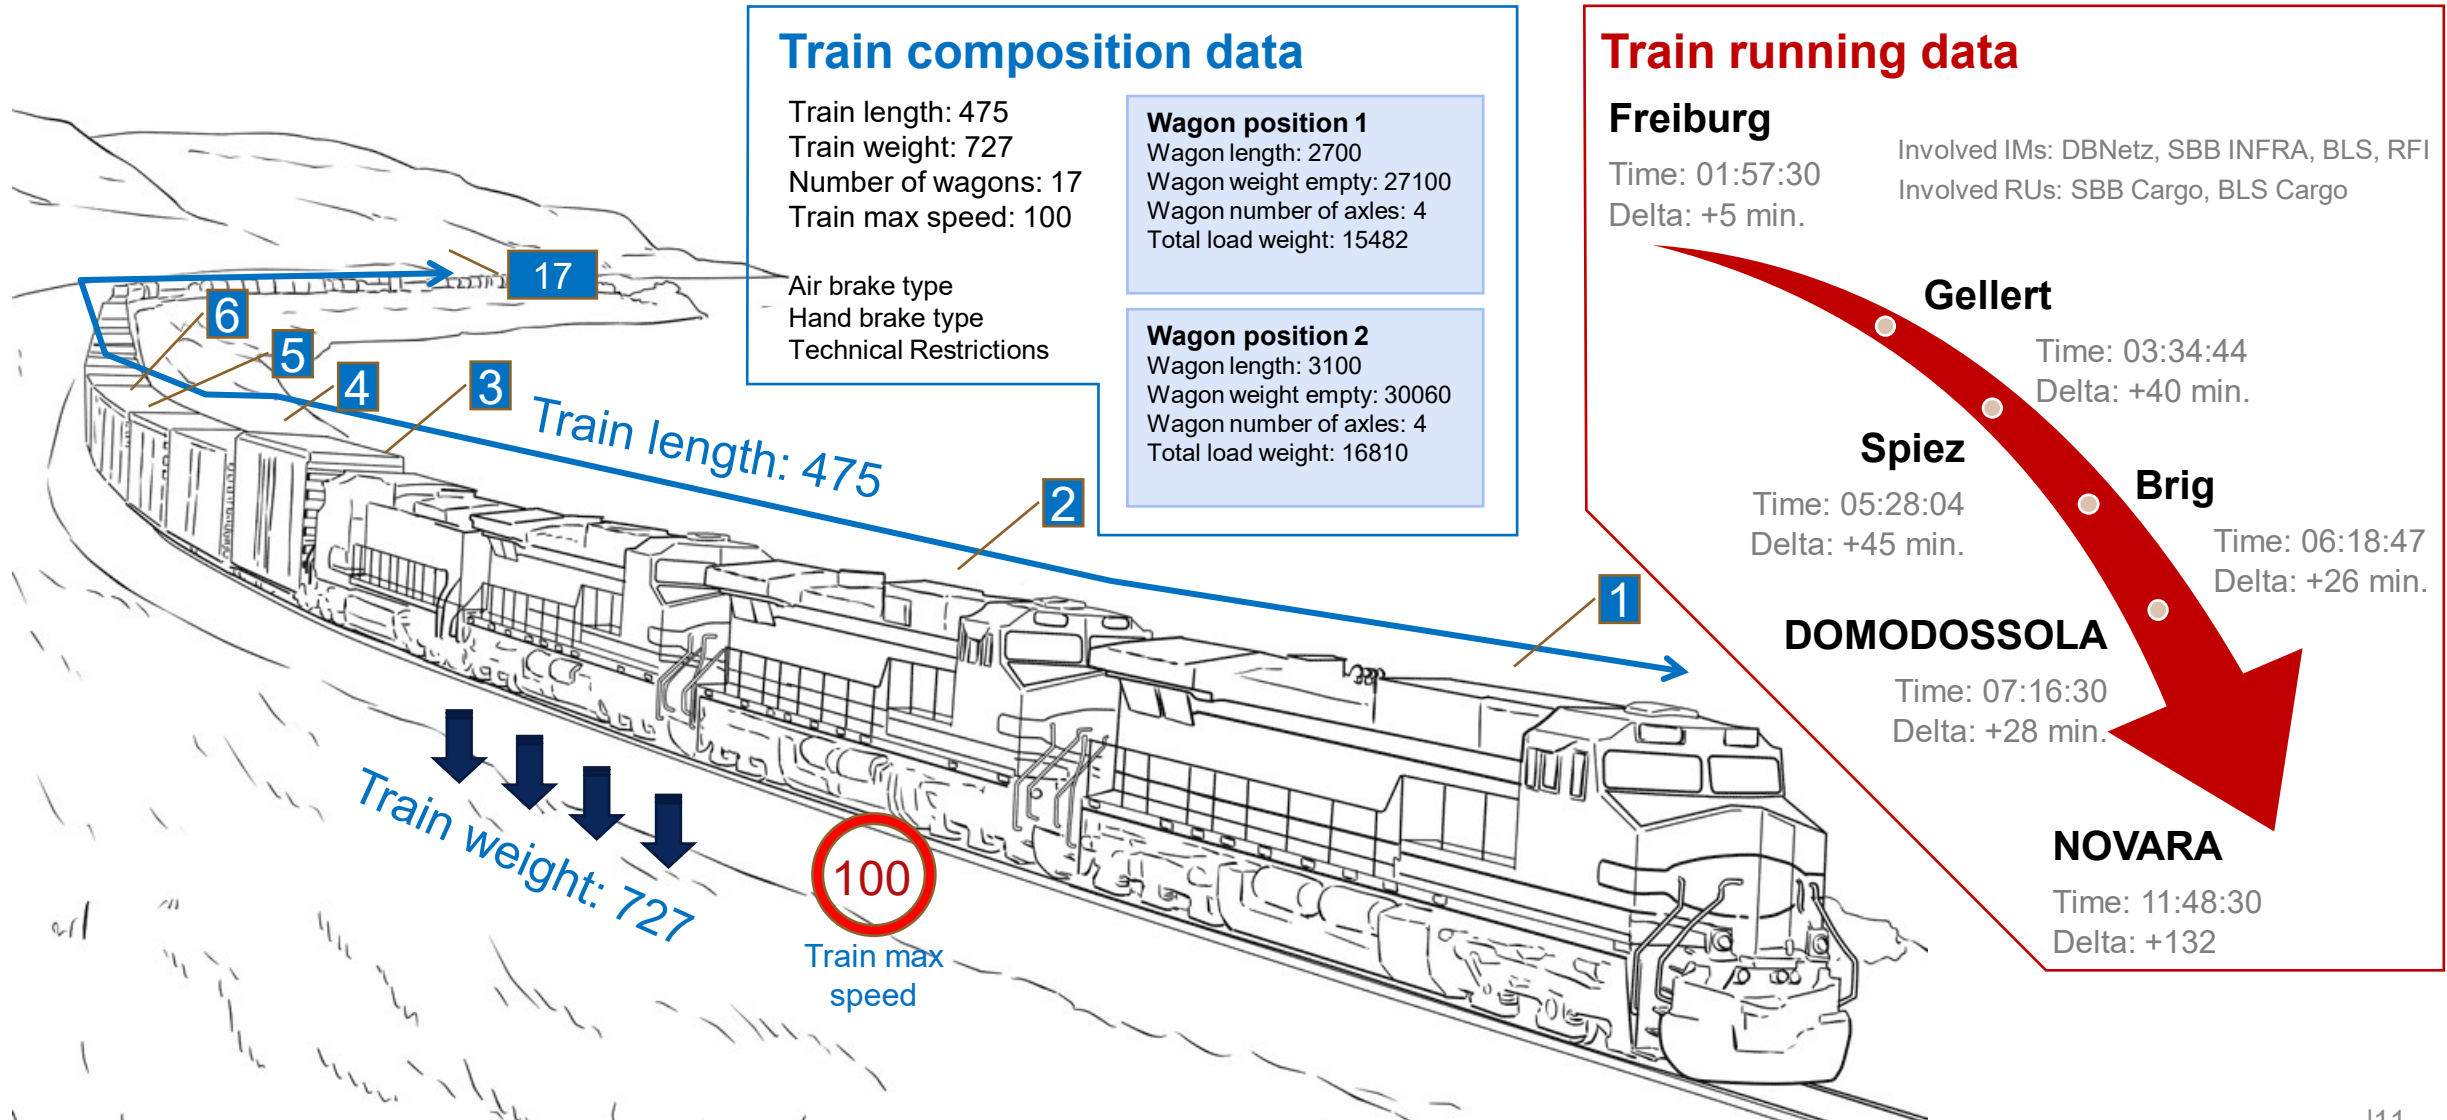 Train composition data
Train length: 475
Train weight: 727
Number of wagons: 17
Train max speed: 100
Air brake type
Hand brake type
Technical Restrictions
Wagon position 1
Wagon length: 2700
Wagon weight empty: 27100
Wagon number of axles: 4
Total load weight: 15482
Wagon position 2
Wagon length: 3100
Wagon weight empty: 30060
Wagon number of axles: 4
Total load weight: 16810
Train running data
Freiburg
Time: 01:57:30
Delta: +5 min.
Involved IMs: DBNetz, SBB INFRA, BLS, RFI
Involved RUs: SBB Cargo, BLS Cargo
Gellert
Time: 03:34:44
Delta: +40 min.
Spiez
Time: 05:28:04
Delta: +45 min.
Brig
Time: 06:18:47
Delta: +26 min.
DOMODOSSOLA
Time: 07:16:30
Delta: +28 min.
NOVARA
Time: 11:48:30
Delta: +132
17
6
5
4
3
2
1
Train length: 475
Train weight: 727
100
Train max
speed
|11